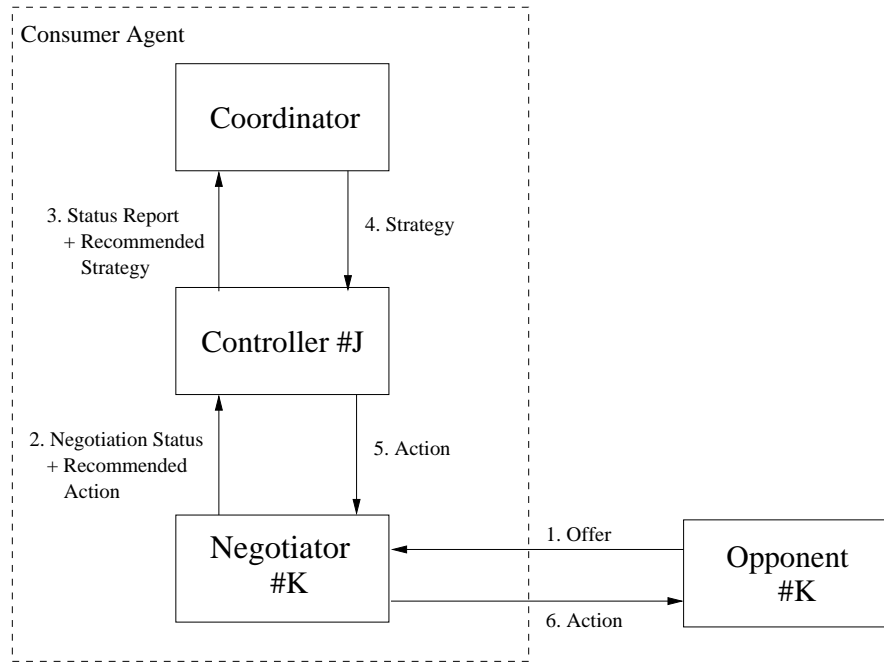 Consumer Agent
Coordinator
3. Status Report
+ Recommended
Strategy
4. Strategy
Controller #J
2. Negotiation Status
+ Recommended
Action
5. Action
Negotiator
#K
1. Offer
6. Action
Opponent
#K